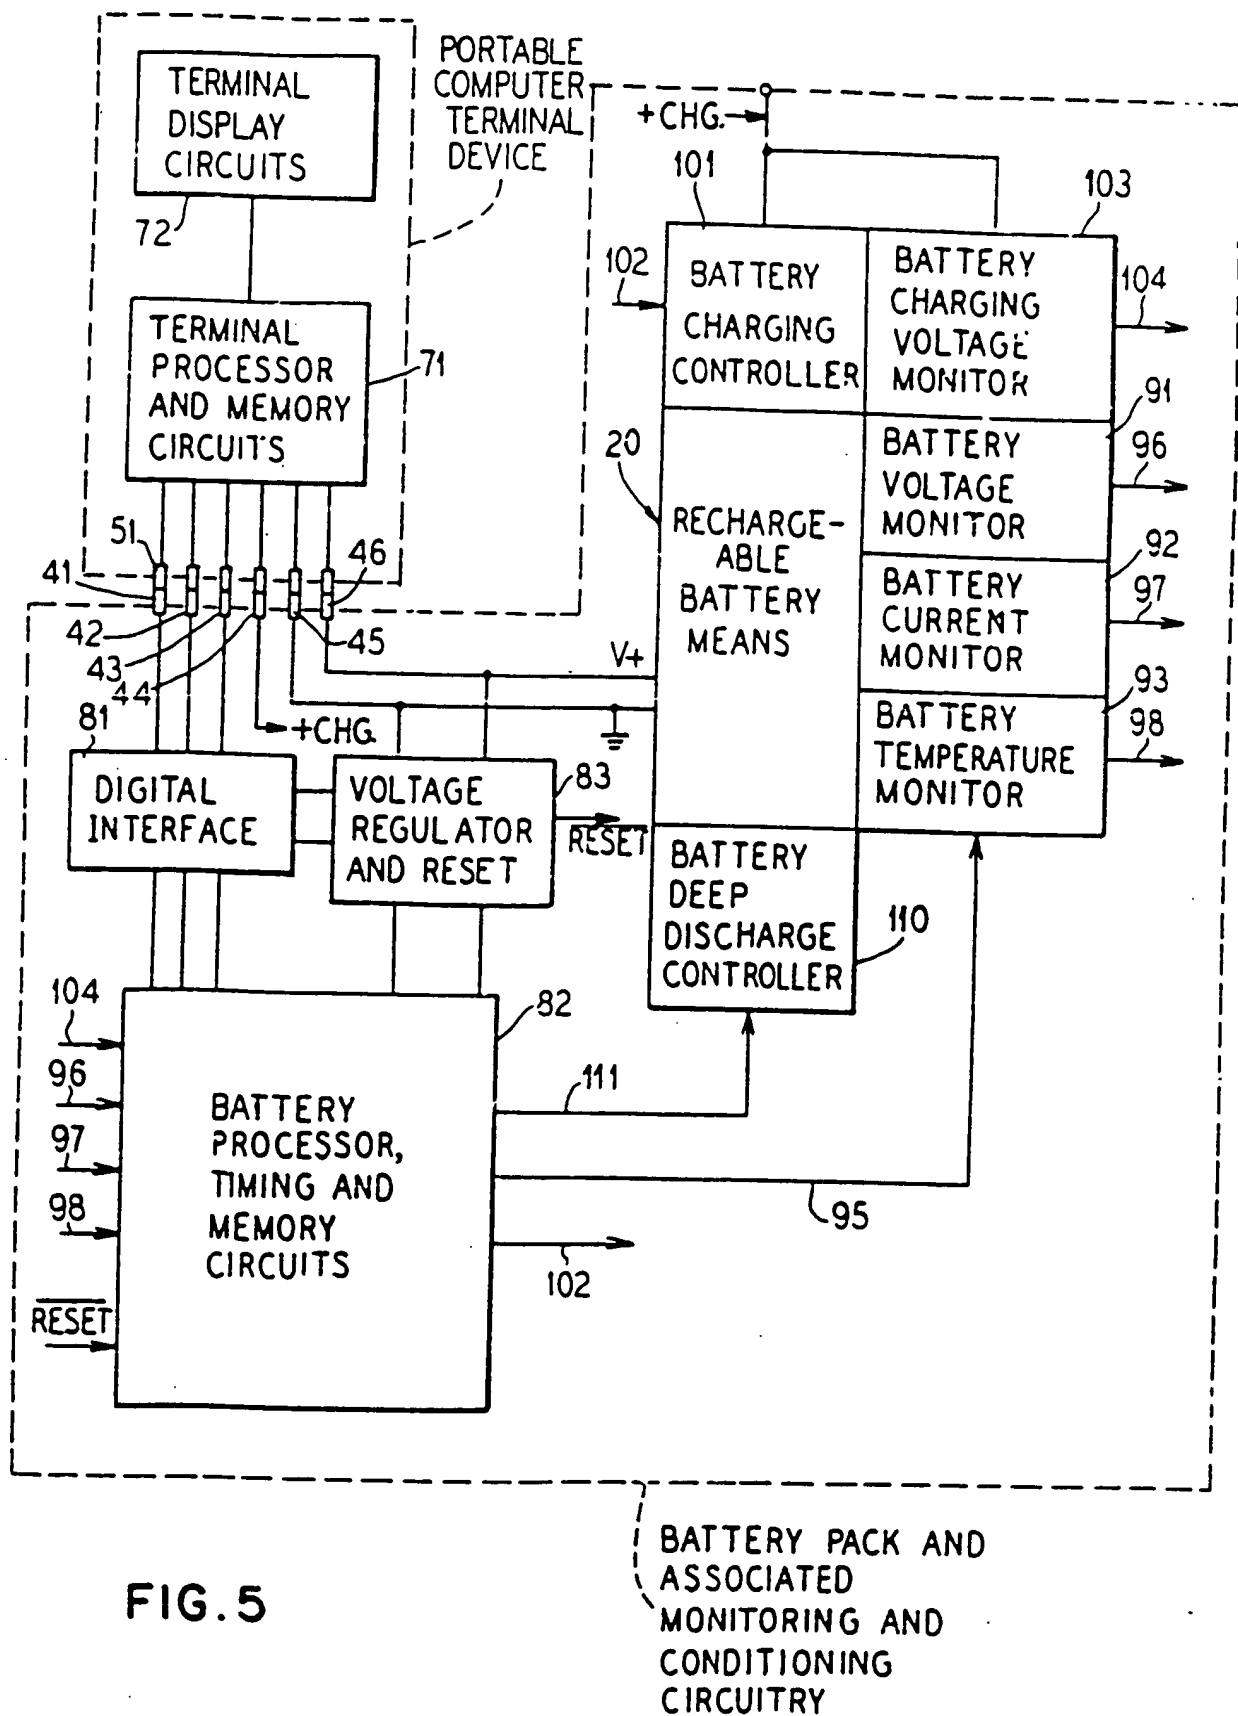 PORTABLE
COMPUTER
TERMINAL
DEVICE
TERMINAL
DISPLAY
CIRCUITS
72
TERMINAL
PROCESSOR
AND MEMORY
CIRCUITS
71
51
41
42
43
44
45
46
+CHG.
+CHG.
101
102
BATTERY
CHARGING
CONTROLLER
103
BATTERY
CHARGING
VOLTAGE
MONITOR
104
91
BATTERY
VOLTAGE
MONITOR
96
92
BATTERY
CURRENT
MONITOR
97
93
BATTERY
TEMPERATURE
MONITOR
98
20
RECHARGE-
ABLE
BATTERY
MEANS
V+
81
DIGITAL
INTERFACE
VOLTAGE
REGULATOR
AND RESET
83
RESET
BATTERY
DEEP
DISCHARGE
CONTROLLER
110
104
96
97
98
RESET
82
BATTERY
PROCESSOR,
TIMING AND
MEMORY
CIRCUITS
111
95
102
FIG.5
BATTERY PACK AND
ASSOCIATED
MONITORING AND
CONDITIONING
CIRCUITRY